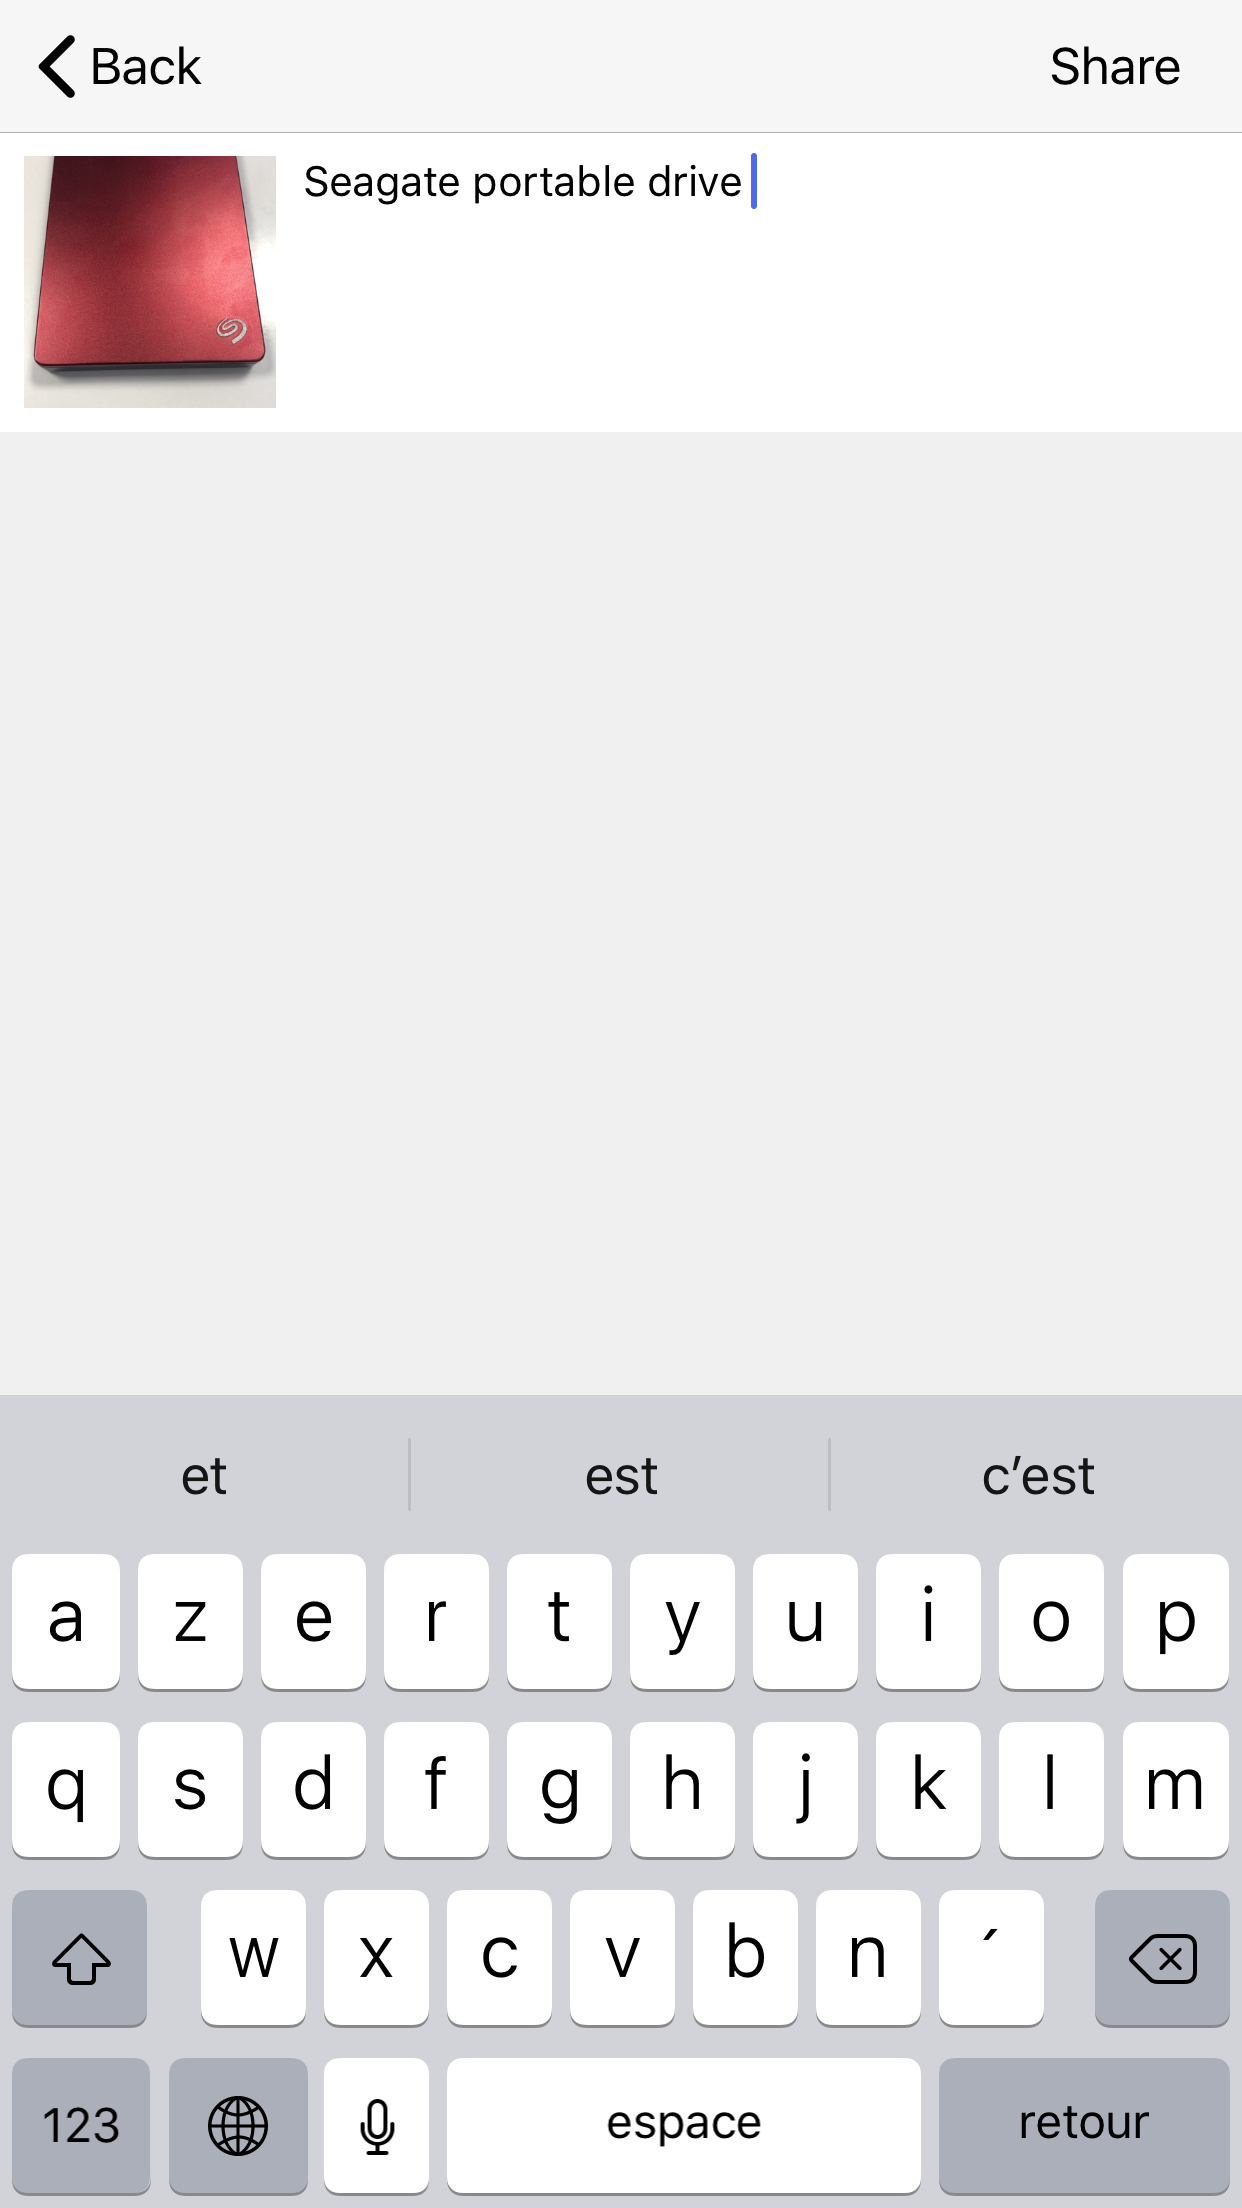 Back
Share
Seagate portable drive
et est c’est
a z e r t y u i o p
q s d f g h j k l m
w x c v b n ´
123 espace retour